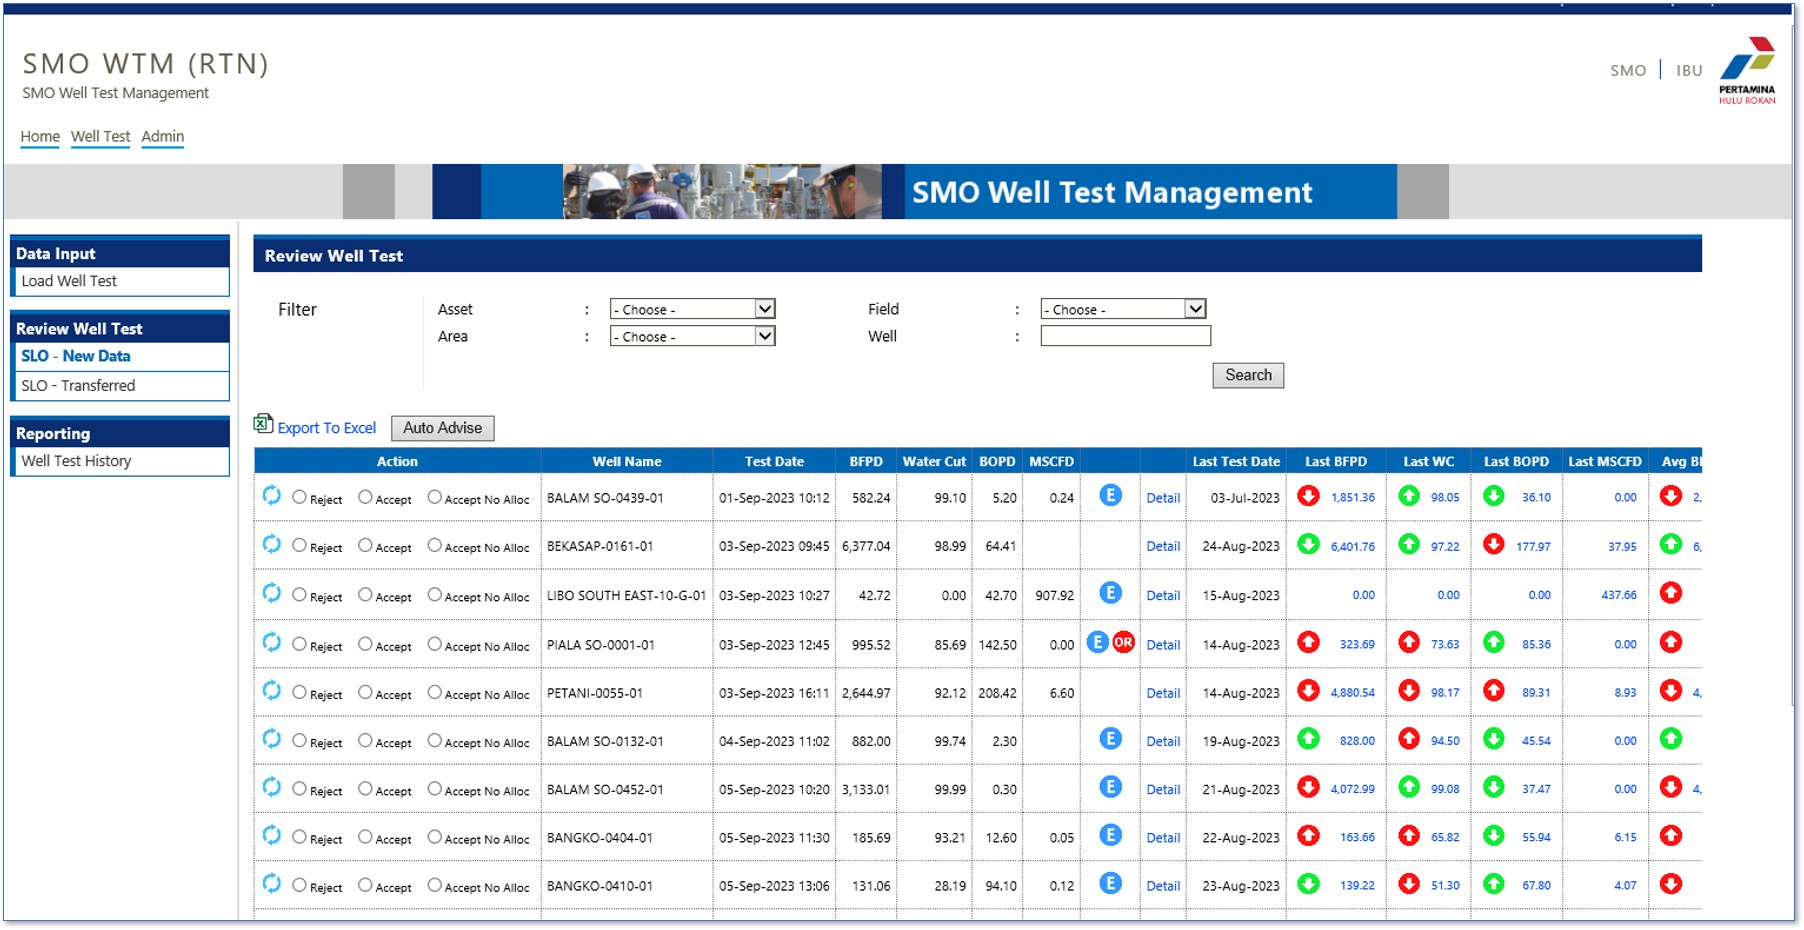 SMO WTM (RTN)
SMO Well Test Management
SMO | IBU
PERTAMINA
HULU ROKAN
Home Well Test Admin
SMO Well Test Management
Data Input
Load Well Test
Review Well Test
SLO - New Data
SLO - Transferred
Reporting
Well Test History
Review Well Test
Filter Asset : - Choose - Field : - Choose -
Area : - Choose - Well :
Search
Export To Excel Auto Advise
Action Well Name Test Date BFPD Water Cut BOPD MSCFD Last Test Date Last BFPD Last WC Last BOPD Last MSCFD Avg
Reject Accept Accept No Alloc BALAM SO-0439-01 01-Sep-2023 10:12 582.24 99.10 5.20 0.24 E Detail 03-Jul-2023 1,851.36 98.05 36.10 0.00 2,
Reject Accept Accept No Alloc BEKASAP-0161-01 03-Sep-2023 09:45 6,377.04 98.99 64.41 Detail 24-Aug-2023 6,401.76 97.22 177.97 37.95 6,
Reject Accept Accept No Alloc LIBO SOUTH EAST-10-G-01 03-Sep-2023 10:27 42.72 0.00 42.70 907.92 E Detail 15-Aug-2023 0.00 0.00 0.00 437.66
Reject Accept Accept No Alloc PIALA SO-0001-01 03-Sep-2023 12:45 995.52 85.69 142.50 0.00 E OR Detail 14-Aug-2023 323.69 73.63 85.36 0.00
Reject Accept Accept No Alloc PETANI-0055-01 03-Sep-2023 16:11 2,644.97 92.12 208.42 6.60 Detail 14-Aug-2023 4,880.54 98.17 89.31 8.93 4,
Reject Accept Accept No Alloc BALAM SO-0132-01 04-Sep-2023 11:02 882.00 99.74 2.30 E Detail 19-Aug-2023 828.00 94.50 45.54 0.00
Reject Accept Accept No Alloc BALAM SO-0452-01 05-Sep-2023 10:20 3,133.01 99.99 0.30 E Detail 21-Aug-2023 4,072.99 99.08 37.47 0.00 4,
Reject Accept Accept No Alloc BANGKO-0404-01 05-Sep-2023 11:30 185.69 93.21 12.60 0.05 E Detail 22-Aug-2023 163.66 65.82 55.94 6.15
Reject Accept Accept No Alloc BANGKO-0410-01 05-Sep-2023 13:06 131.06 28.19 94.10 0.12 E Detail 23-Aug-2023 139.22 51.30 67.80 4.07